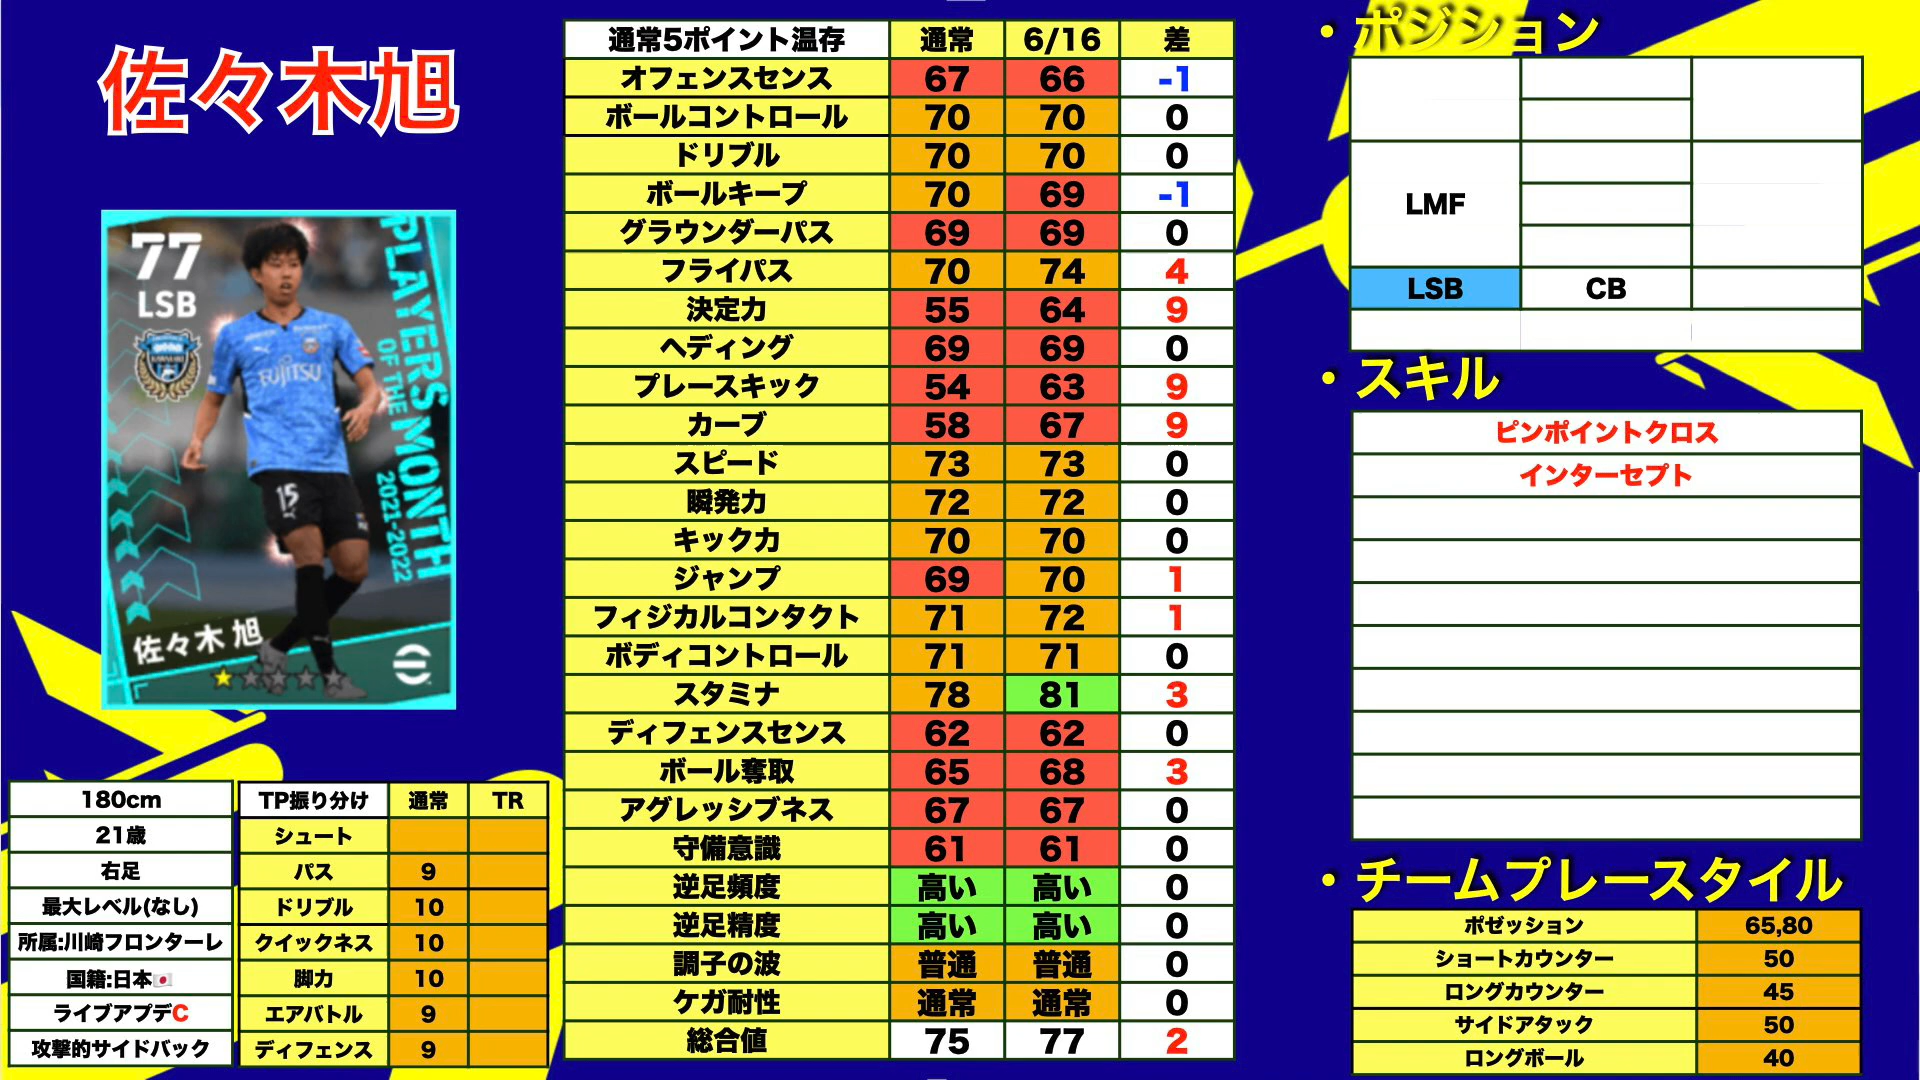 佐々木旭
77
LSB
PLAYERS
OF THE MONTH
2021-2022
FUJITSU
15
佐々木 旭
180cm
21歳
右足
最大レベル(なし)
所属:川崎フロンターレ
国籍:日本🇯🇵
ライブアプデC
攻撃的サイドバック
TP振り分け 通常 TR
シュート
パス 9
ドリブル 10
クイックネス 10
脚力 10
エアバトル 9
ディフェンス 9
通常5ポイント温存 通常 6/16 差
オフェンスセンス 67 66 -1
ボールコントロール 70 70 0
ドリブル 70 70 0
ボールキープ 70 69 -1
グラウンダーパス 69 69 0
フライパス 70 74 4
決定力 55 64 9
ヘディング 69 69 0
プレースキック 54 63 9
カーブ 58 67 9
スピード 73 73 0
瞬発力 72 72 0
キック力 70 70 0
ジャンプ 69 70 1
フィジカルコンタクト 71 72 1
ボディコントロール 71 71 0
スタミナ 78 81 3
ディフェンスセンス 62 62 0
ボール奪取 65 68 3
アグレッシブネス 67 67 0
守備意識 61 61 0
逆足頻度 高い 高い 0
逆足精度 高い 高い 0
調子の波 普通 普通 0
ケガ耐性 通常 通常 0
総合値 75 77 2
・ポジション
LMF
LSB CB
・スキル
ピンポイントクロス
インターセプト
・チームプレースタイル
ポゼッション 65,80
ショートカウンター 50
ロングカウンター 45
サイドアタック 50
ロングボール 40